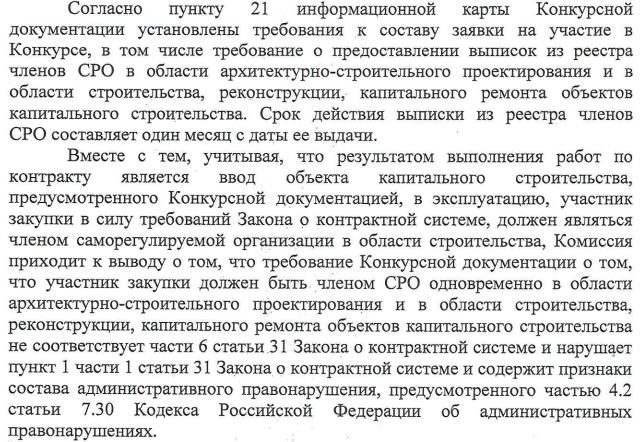 Согласно пункту 21 информационной карты Конкурсной
документации установлены требования к составу заявки на участие в
Конкурсе, в том числе требование о предоставлении выписок из реестра
членов СРО в области архитектурно-строительного проектирования и в
области строительства, реконструкции, капитального ремонта объектов
капитального строительства. Срок действия выписки из реестра членов
СРО составляет один месяц с даты ее выдачи.
Вместе с тем, учитывая, что результатом выполнения работ по
контракту является ввод объекта капитального строительства,
предусмотренного Конкурсной документацией, в эксплуатацию, участник
закупки в силу требований Закона о контрактной системе, должен являться
членом саморегулируемой организации в области строительства, Комиссия
приходит к выводу о том, что требование Конкурсной документации о том,
что участник закупки должен быть членом СРО одновременно в области
архитектурно-строительного проектирования и в области строительства,
реконструкции, капитального ремонта объектов капитального строительства
не соответствует части 6 статьи 31 Закона о контрактной системе и нарушает
пункт 1 части 1 статьи 31 Закона о контрактной системе и содержит признаки
состава административного правонарушения, предусмотренного частью 4.2
статьи 7.30 Кодекса Российской Федерации об административных
правонарушениях.